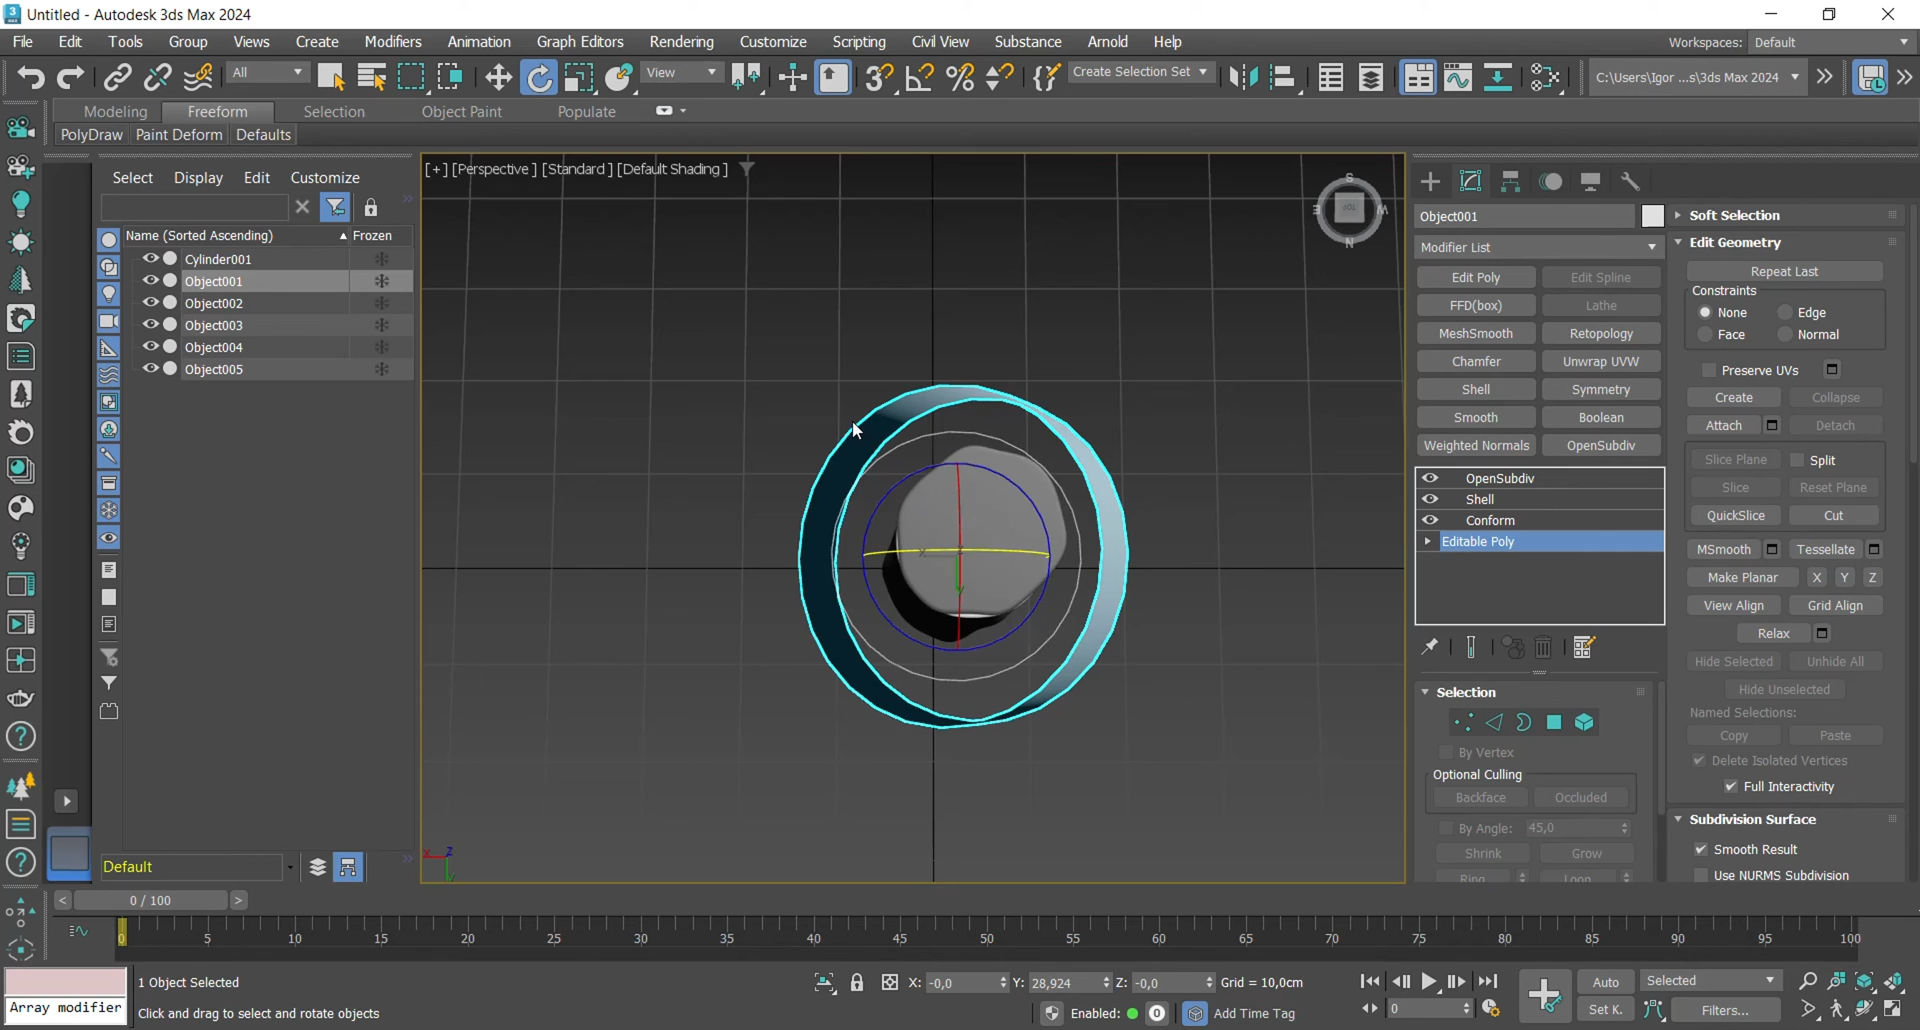 Untitled - Autodesk 3ds Max 2024
File Edit Tools Group Views Create Modifiers Animation Graph Editors Rendering Customize Scripting Civil View Substance Arnold Help Workspaces: Default
All View Create Selection Set C:\Users\Igor ...s\3ds Max 2024
Modeling Freeform Selection Object Paint Populate
PolyDraw Paint Deform Defaults
Select Display Edit Customize
Name (Sorted Ascending) Frozen
Cylinder001
Object001
Object002
Object003
Object004
Object005
Default
[+] [Perspective] [Standard] [Default Shading]
S
E TOP W
N
X Z
Object001
Modifier List
Edit Poly Edit Spline
FFD(box) Lathe
MeshSmooth Retopology
Chamfer Unwrap UVW
Shell Symmetry
Smooth Boolean
Weighted Normals OpenSubdiv
OpenSubdiv
Shell
Conform
Editable Poly
Selection
By Vertex
Optional Culling
Backface Occluded
By Angle: 45,0
Shrink Grow
Ring Loop
Soft Selection
Edit Geometry
Repeat Last
Constraints
None Edge
Face Normal
Preserve UVs
Create Collapse
Attach Detach
Slice Plane Split
Slice Reset Plane
QuickSlice Cut
MSmooth Tessellate
Make Planar X Y Z
View Align Grid Align
Relax
Hide Selected Unhide All
Hide Unselected
Named Selections:
Copy Paste
Delete Isolated Vertices
Full Interactivity
Subdivision Surface
Smooth Result
Use NURMS Subdivision
< 0 / 100 >
0 5 10 15 20 25 30 35 40 45 50 55 60 65 70 75 80 85 90 95 100
1 Object Selected X: -0,0 Y: 28,924 Z: -0,0 Grid = 10,0cm Auto Selected
Array modifier Click and drag to select and rotate objects Enabled: 0 Add Time Tag 0 Set K. Filters...